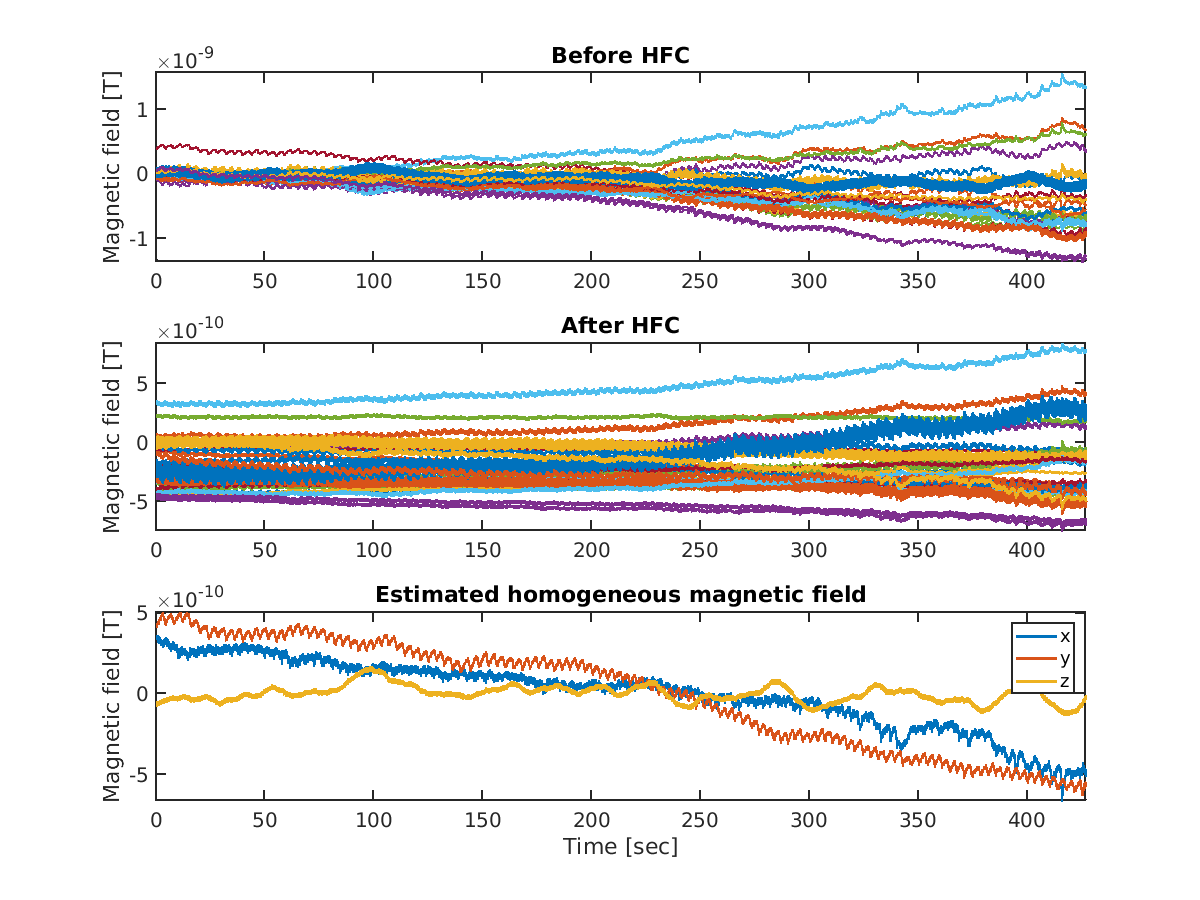 Before HFC
×10⁻⁹
Magnetic field [T]
1
0
-1
0 50 100 150 200 250 300 350 400
After HFC
×10⁻¹⁰
Magnetic field [T]
5
0
-5
0 50 100 150 200 250 300 350 400
Estimated homogeneous magnetic field
×10⁻¹⁰
Magnetic field [T]
5
0
-5
x
y
z
0 50 100 150 200 250 300 350 400
Time [sec]